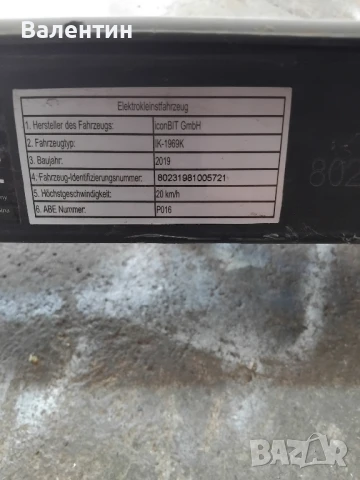 Валентин
Elektrokleinstfahrzeug
1. Hersteller des Fahrzeugs: iconBIT GmbH
2. Fahrzeugtyp: IK-1969K
3. Baujahr: 2019
4. Fahrzeug-Identifizierungsnummer: 80231981005721
5. Höchstgeschwindigkeit: 20 km/h
6. ABE Nummer: P016
802
BAZAR